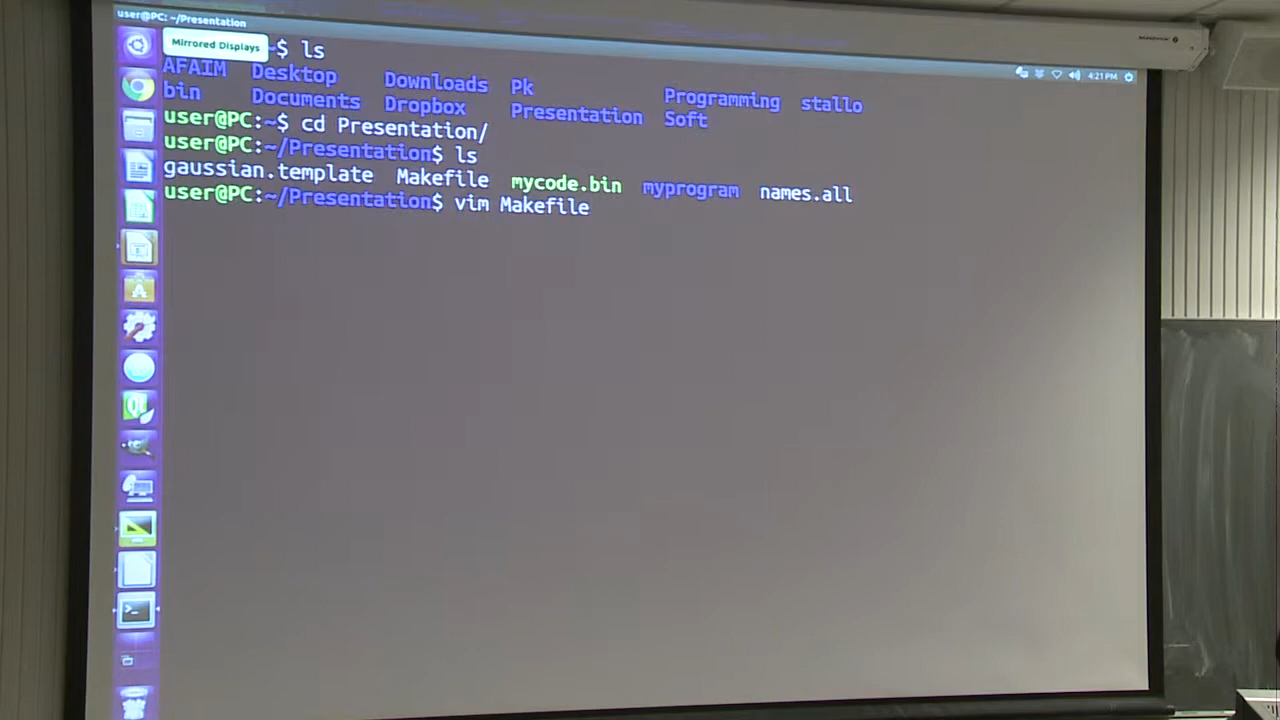 user@PC: ~/Presentation
Mirrored Displays
~$ ls
4:21 PM
AFAIM Desktop Downloads Pk Programming stallo
bin Documents Dropbox Presentation Soft
user@PC:~$ cd Presentation/
user@PC:~/Presentation$ ls
gaussian.template Makefile mycode.bin myprogram names.all
user@PC:~/Presentation$ vim Makefile